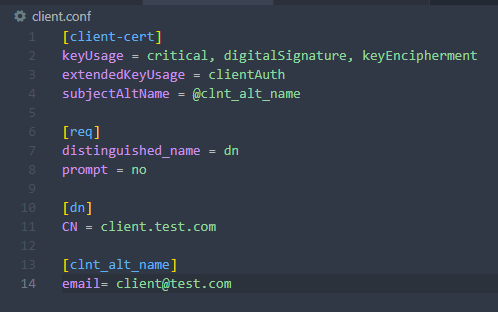 client.conf
1 [client-cert]
2 keyUsage = critical, digitalSignature, keyEncipherment
3 extendedKeyUsage = clientAuth
4 subjectAltName = @clnt_alt_name
5
6 [req]
7 distinguished_name = dn
8 prompt = no
9
10 [dn]
11 CN = client.test.com
12
13 [clnt_alt_name]
14 email= client@test.com